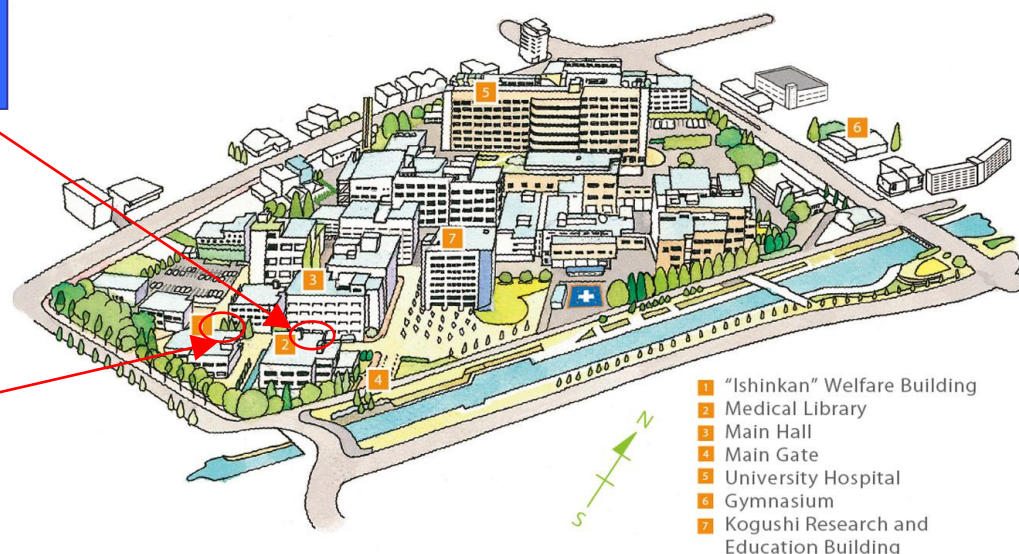 5
6
7
3
2
4
N
S
1 “Ishinkan” Welfare Building
2 Medical Library
3 Main Hall
4 Main Gate
5 University Hospital
6 Gymnasium
7 Kogushi Research and
Education Building